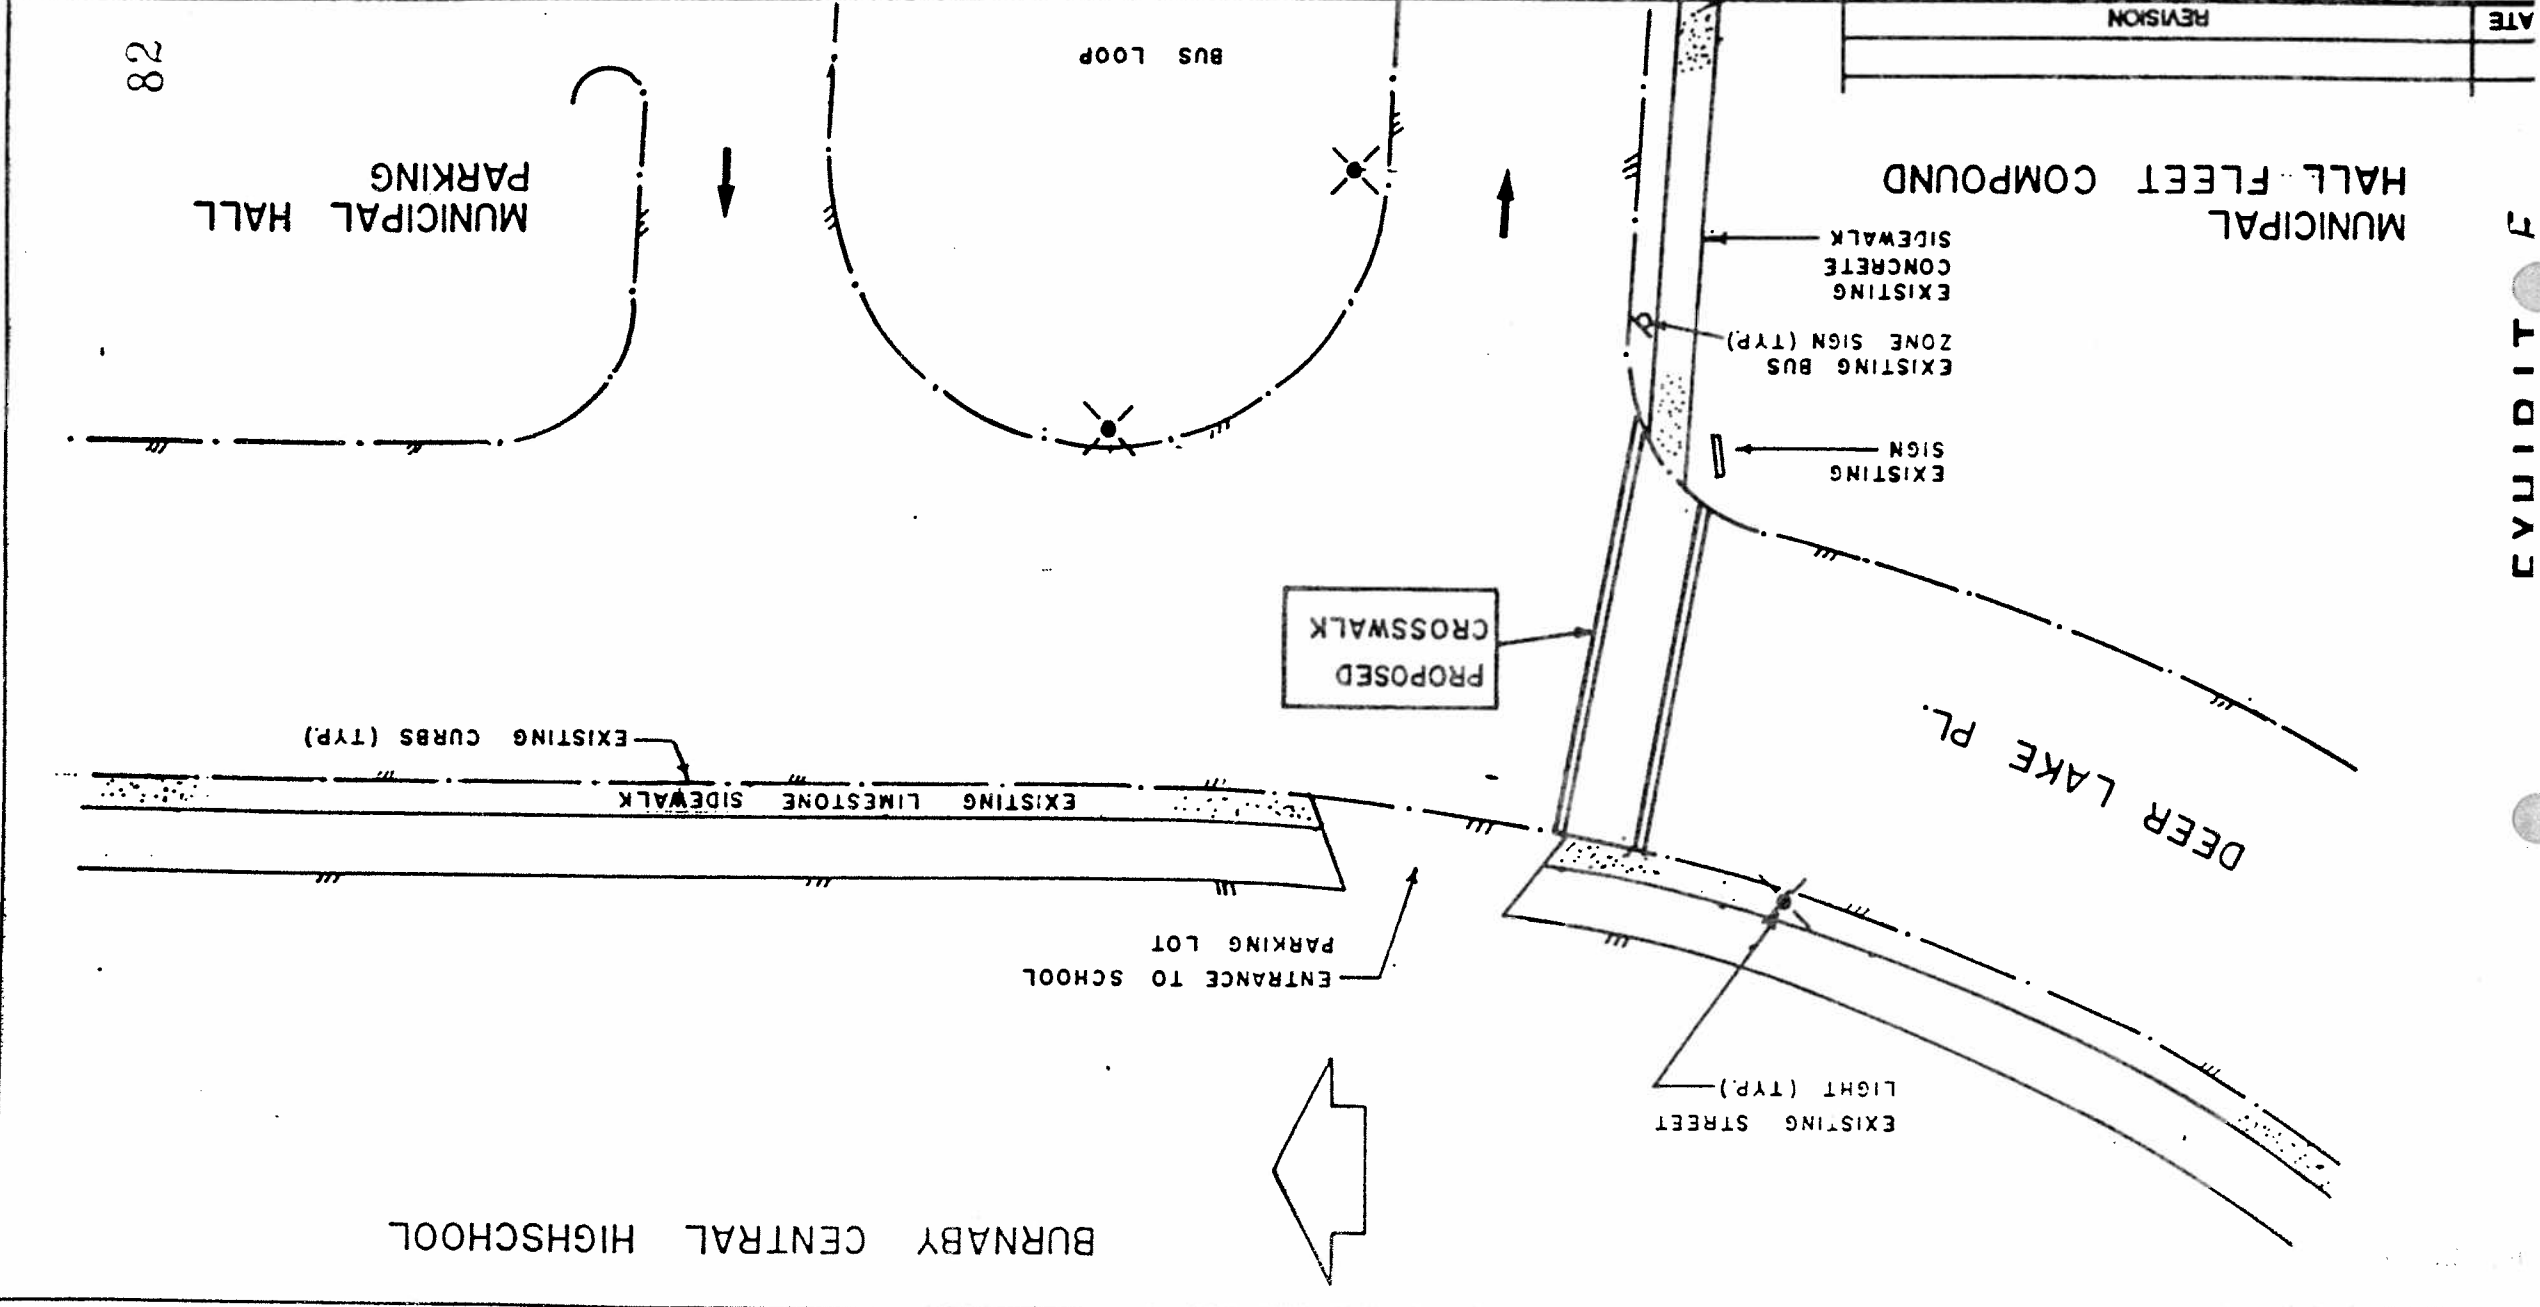 BURNABY CENTRAL HIGHSCHOOL
EXISTING STREET
LIGHT (TYP.)
ENTRANCE TO SCHOOL
PARKING LOT
DEER LAKE PL.
EXISTING LIMESTONE SIDEWALK
EXISTING CURBS (TYP.)
PROPOSED
CROSSWALK
EXISTING
SIGN
EXISTING BUS
ZONE SIGN (TYP.)
EXISTING
CONCRETE
SIDEWALK
MUNICIPAL
HALL FLEET COMPOUND
MUNICIPAL HALL
PARKING
BUS LOOP
82
ATE
REVISION